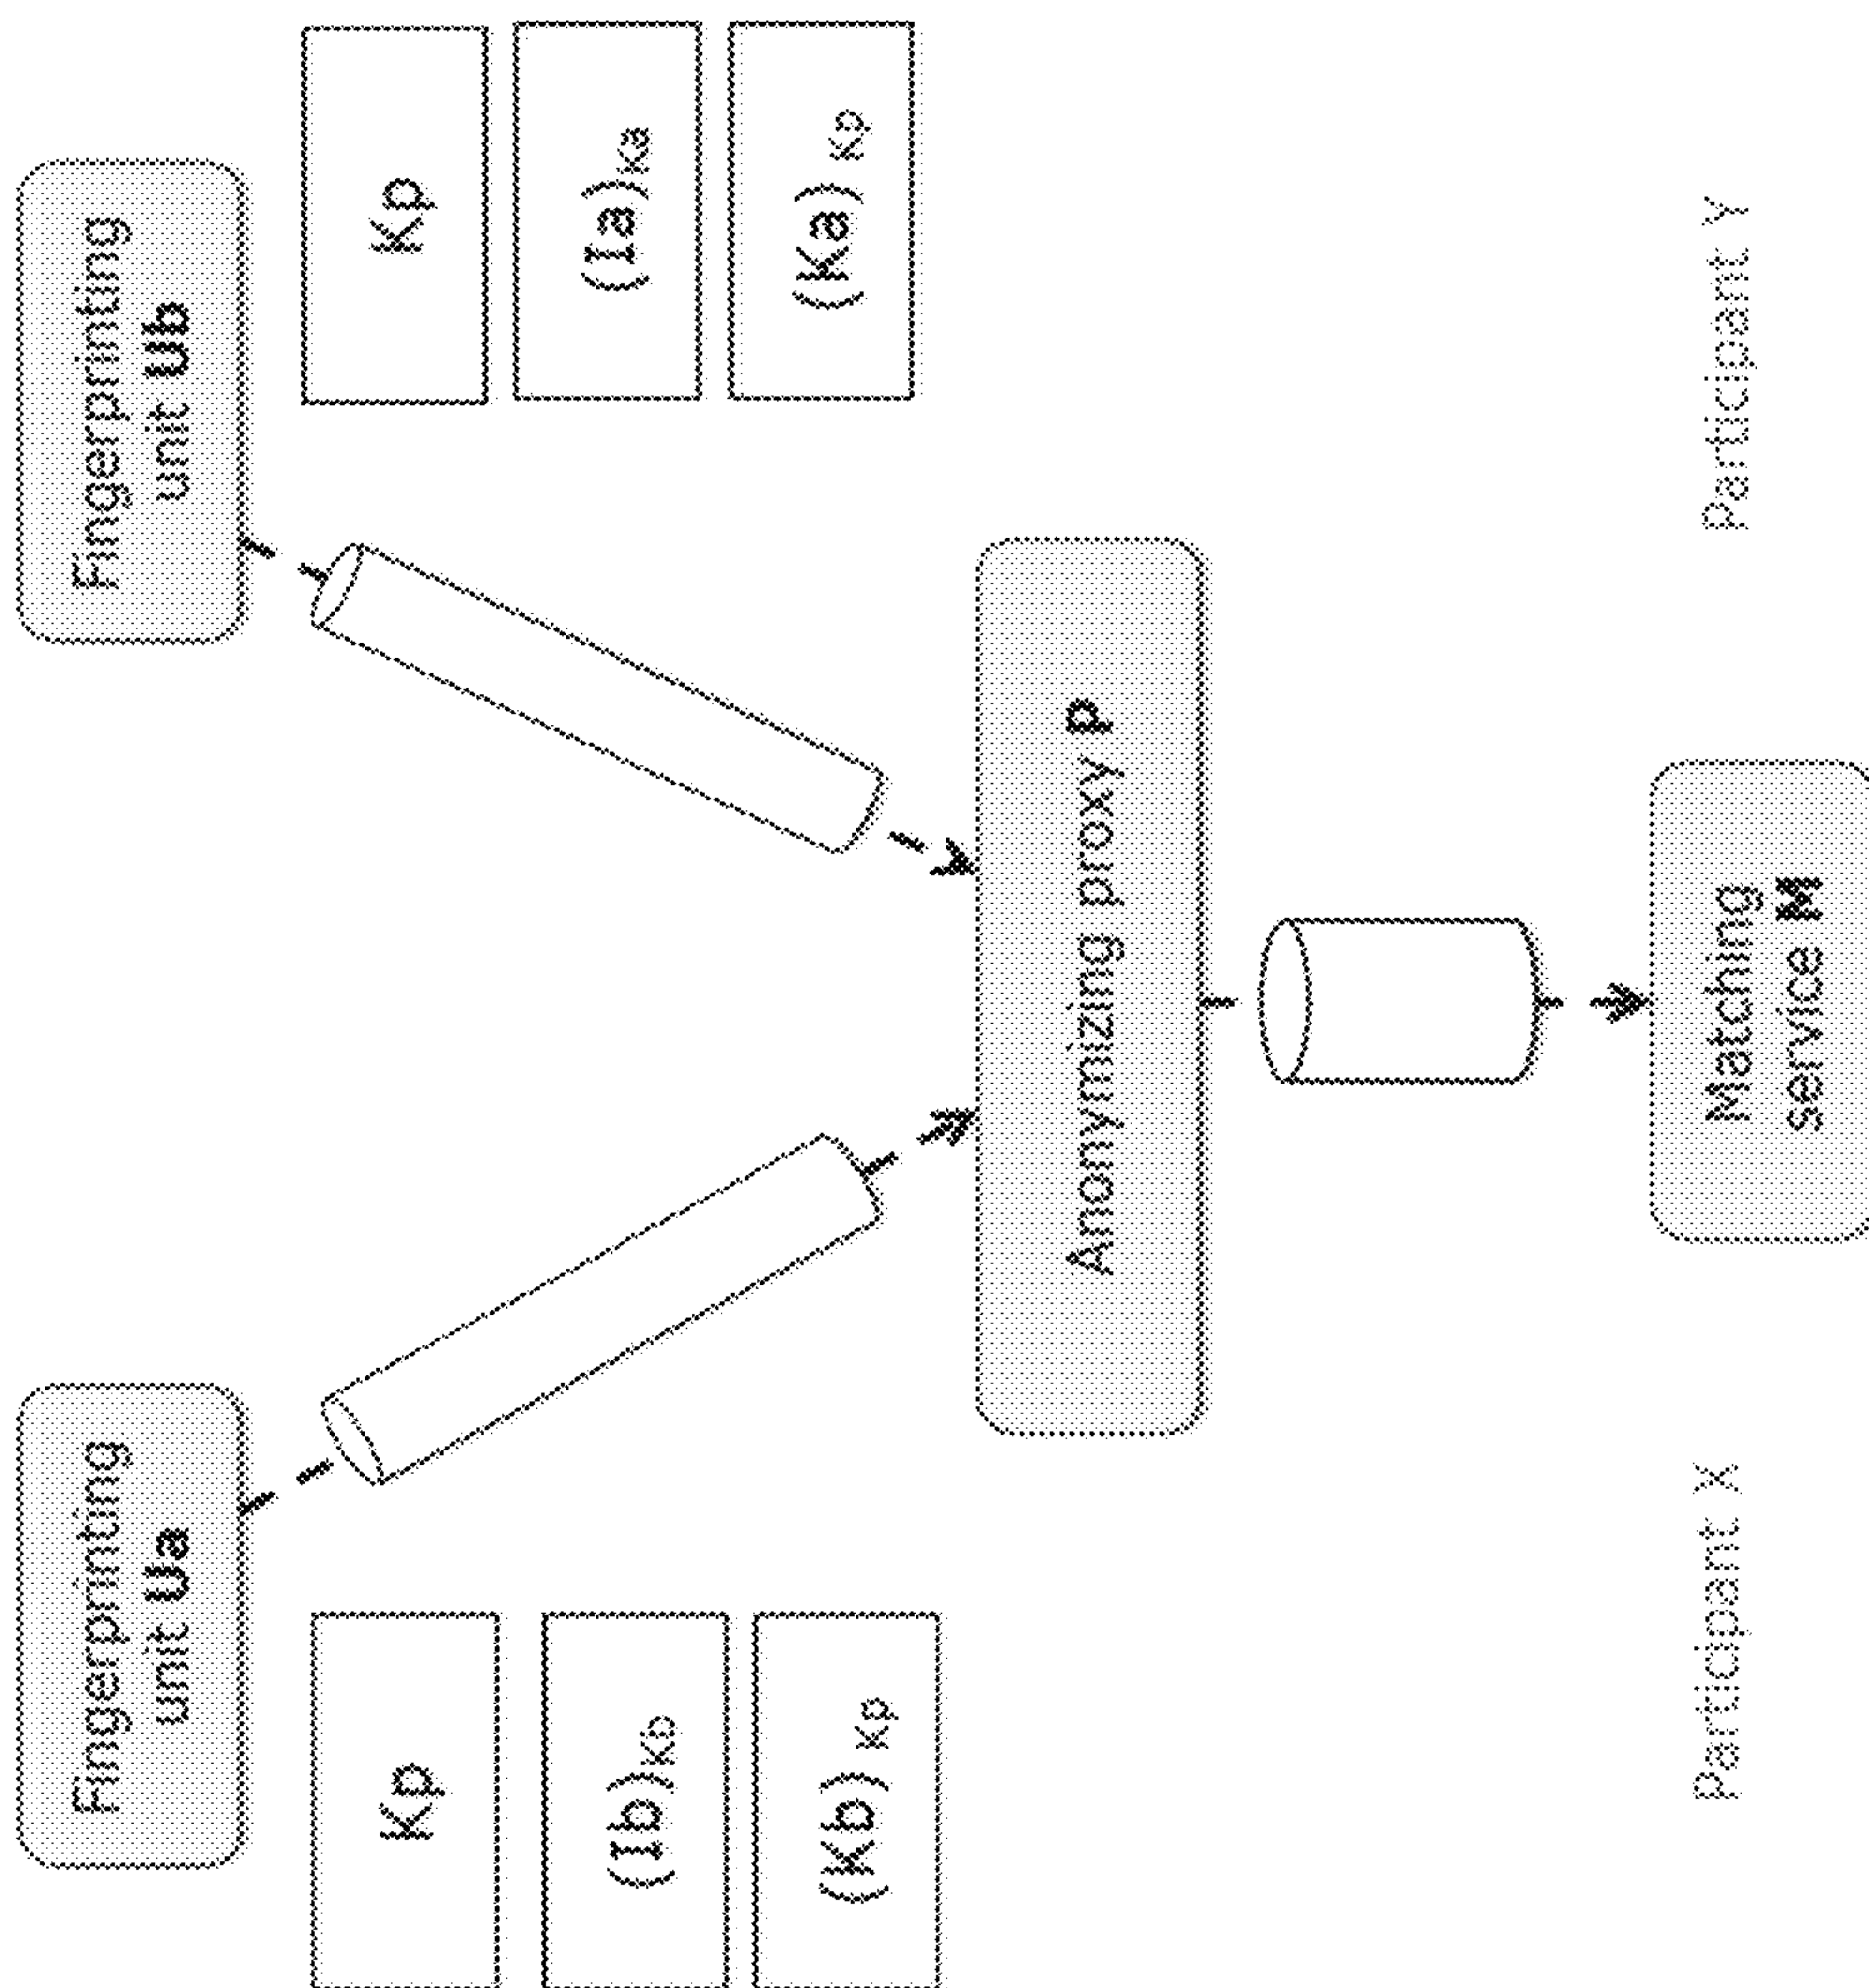 Fingerprinting
unit Ua
Fingerprinting
unit Ub
Kp
(Ib)Kb
(Kb) Kp
Kp
(Ia)Ka
(Ka) Kp
Anonymizing proxy P
Matching
service M
Participant X
Participant Y